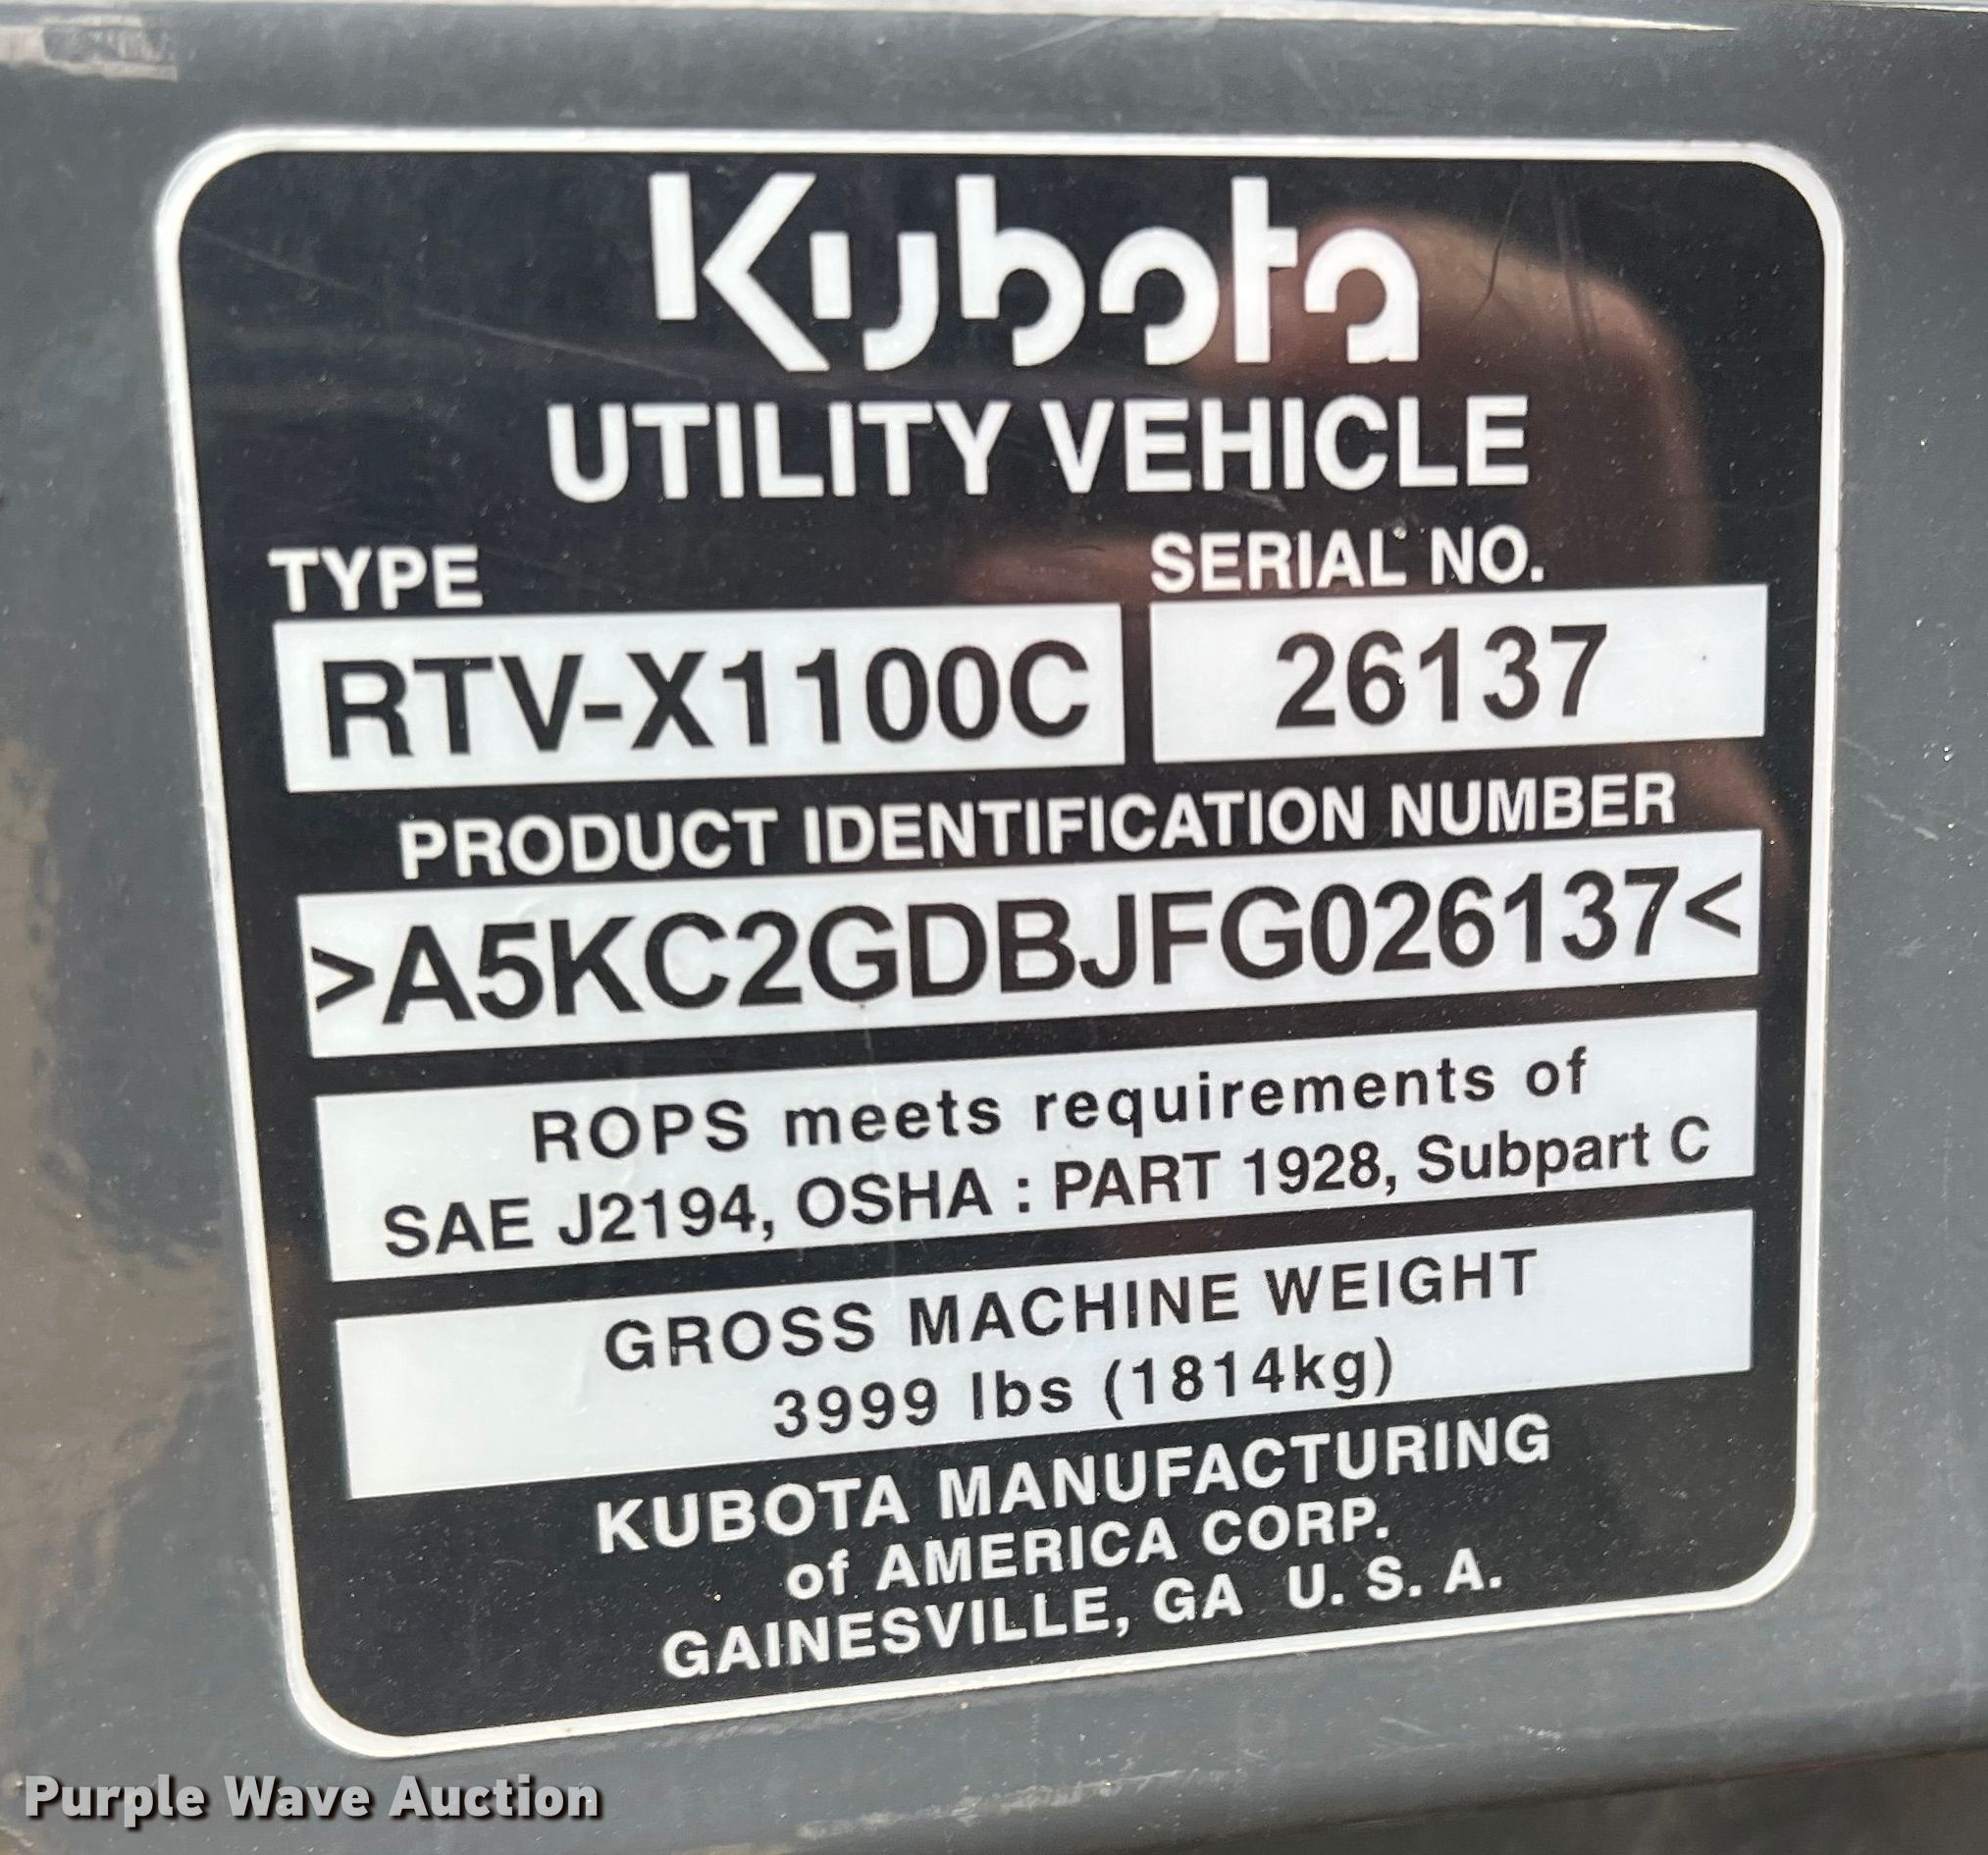 Kubota
UTILITY VEHICLE
TYPE SERIAL NO.
RTV-X1100C 26137
PRODUCT IDENTIFICATION NUMBER
>A5KC2GDBJFG026137<
ROPS meets requirements of
SAE J2194, OSHA : PART 1928, Subpart C
GROSS MACHINE WEIGHT
3999 lbs (1814kg)
KUBOTA MANUFACTURING
of AMERICA CORP.
GAINESVILLE, GA U. S. A.
Purple Wave Auction